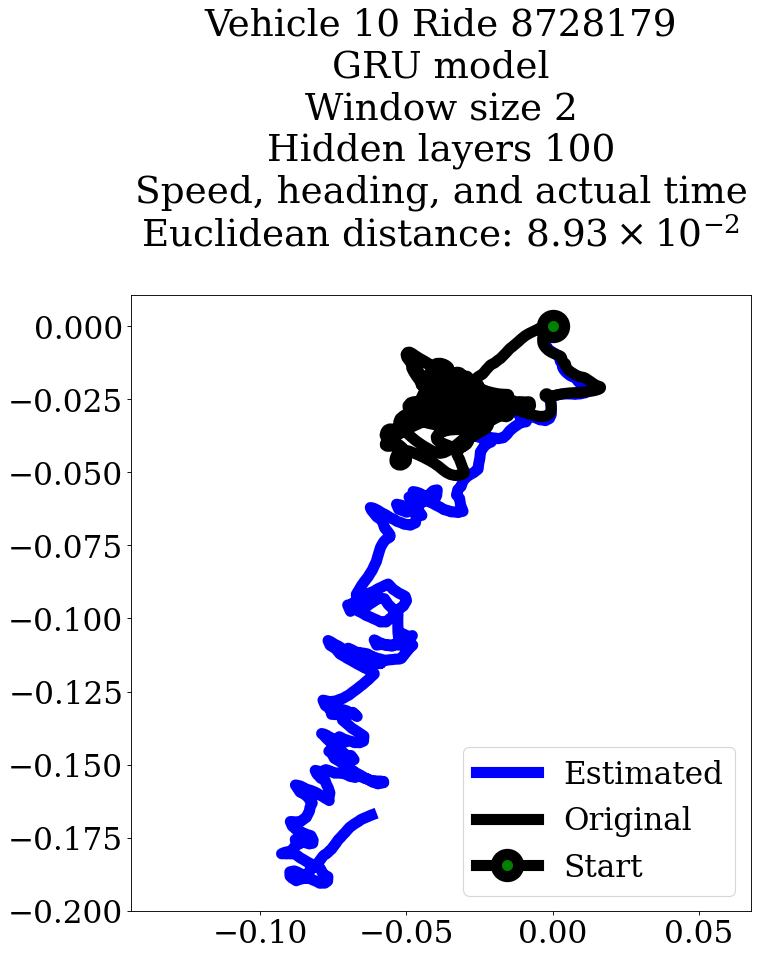 Vehicle 10 Ride 8728179
GRU model
Window size 2
Hidden layers 100
Speed, heading, and actual time
Euclidean distance: 8.93 × 10⁻²
0.000
−0.025
−0.050
−0.075
−0.100
−0.125
−0.150
−0.175
−0.200
Estimated
Original
Start
−0.10 −0.05 0.00 0.05